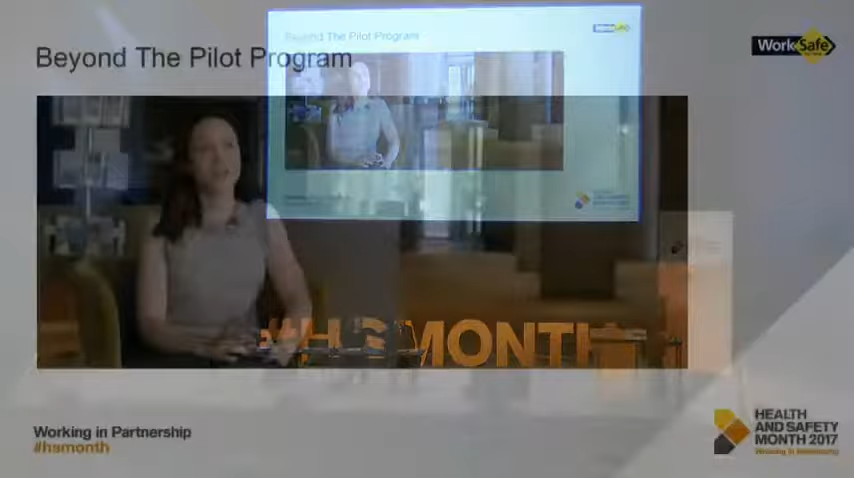 Beyond The Pilot Program
WorkSafe
Beyond The Pilot Program
WorkSafe
#HSMONTH
Working in Partnership
#hsmonth
HEALTH
AND SAFETY
MONTH 2017
Working in Partnership